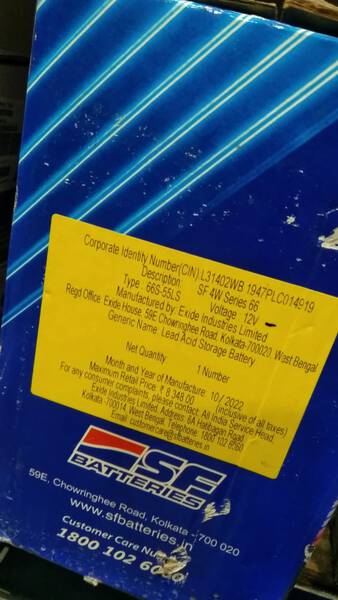 Corporate Identity Number(CIN) L31402WB 1947PLC014919
Description SF 4W Series 66
Type 66S-55LS Voltage 12V
Manufactured by Exide Industries Limited
Regd Office. Exide House. 59E Chowringhee Road, Kolkata-700020 West Bengal
Generic Name Lead Acid Storage Battery
Net Quantity 1 Number
Month and Year of Manufacture: 10/2022
Maximum Retail Price ₹ 8 348.00 (inclusive of all taxes)
For any consumer complaints, please contact: All India Service Head,
Exide Industries Limited, Address: 6A Hatibagan Road
Kolkata -700014, West Bengal. Telephone: 1800 102 6060
Email: customercare@sfbatteries.in
SF
BATTERIES
59E, Chowringhee Road, Kolkata - 700 020
www.sfbatteries.in
Customer Care
1800 102 6060